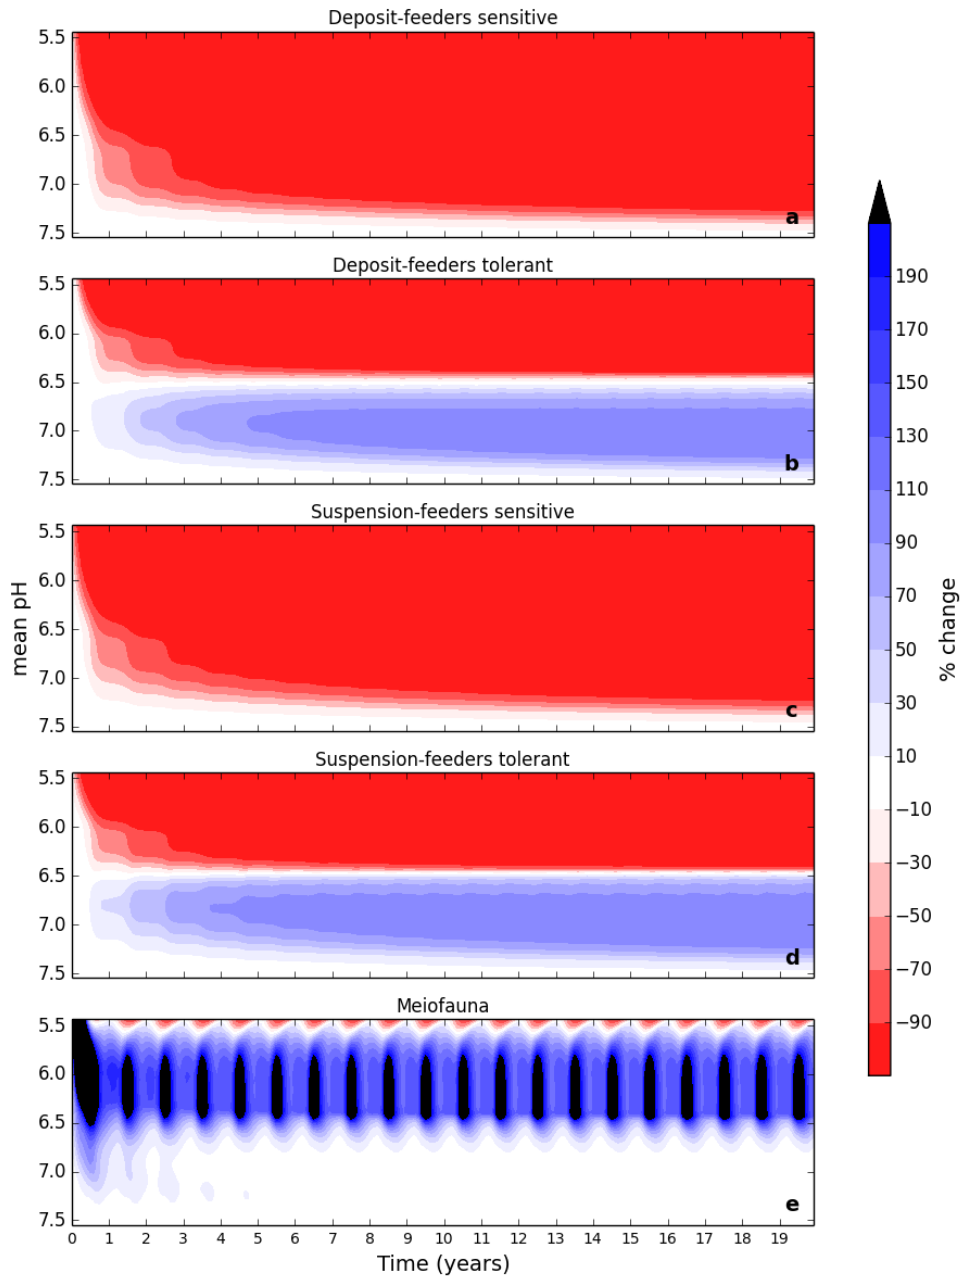 Deposit-feeders sensitive
5.5
6.0
6.5
7.0
7.5
a
Deposit-feeders tolerant
5.5
6.0
6.5
7.0
7.5
b
Suspension-feeders sensitive
5.5
6.0
6.5
7.0
7.5
c
mean pH
Suspension-feeders tolerant
5.5
6.0
6.5
7.0
7.5
d
Meiofauna
5.5
6.0
6.5
7.0
7.5
e
0 1 2 3 4 5 6 7 8 9 10 11 12 13 14 15 16 17 18 19
Time (years)
190
170
150
130
110
90
70
50
30
10
−10
−30
−50
−70
−90
% change